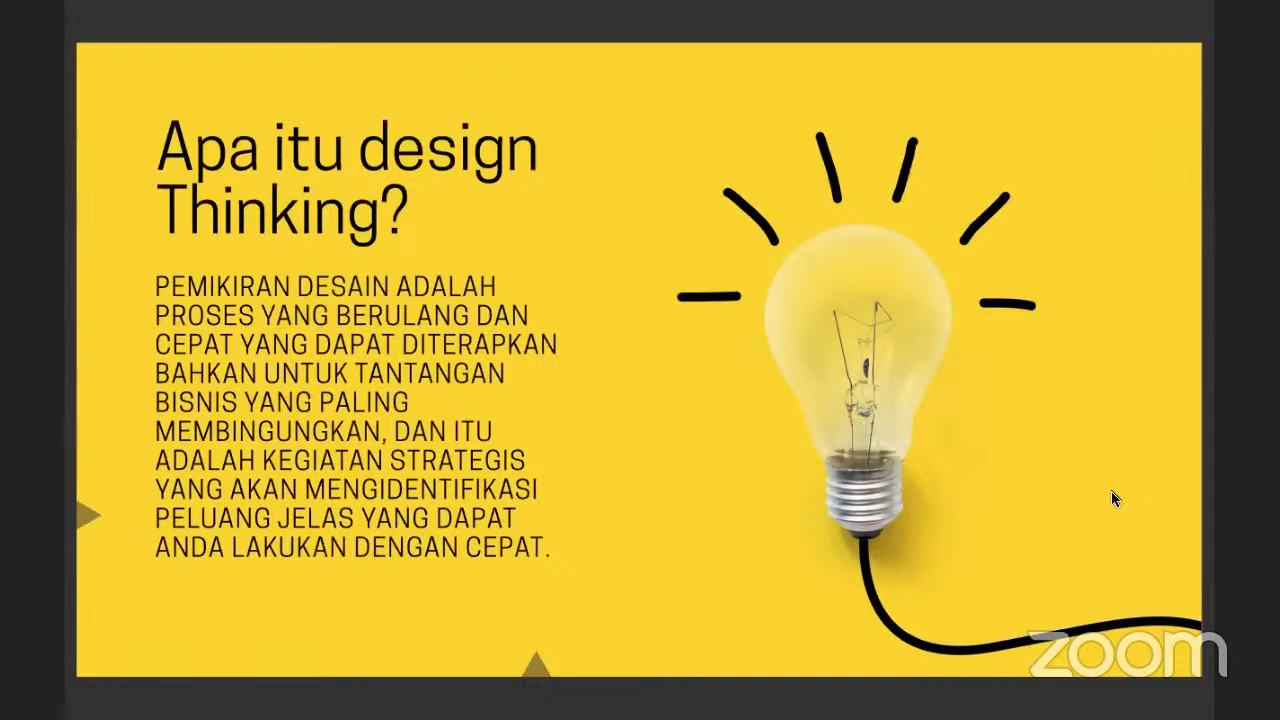 Apa itu design
Thinking?
PEMIKIRAN DESAIN ADALAH
PROSES YANG BERULANG DAN
CEPAT YANG DAPAT DITERAPKAN
BAHKAN UNTUK TANTANGAN
BISNIS YANG PALING
MEMBINGUNGKAN, DAN ITU
ADALAH KEGIATAN STRATEGIS
YANG AKAN MENGIDENTIFIKASI
PELUANG JELAS YANG DAPAT
ANDA LAKUKAN DENGAN CEPAT.
zoom